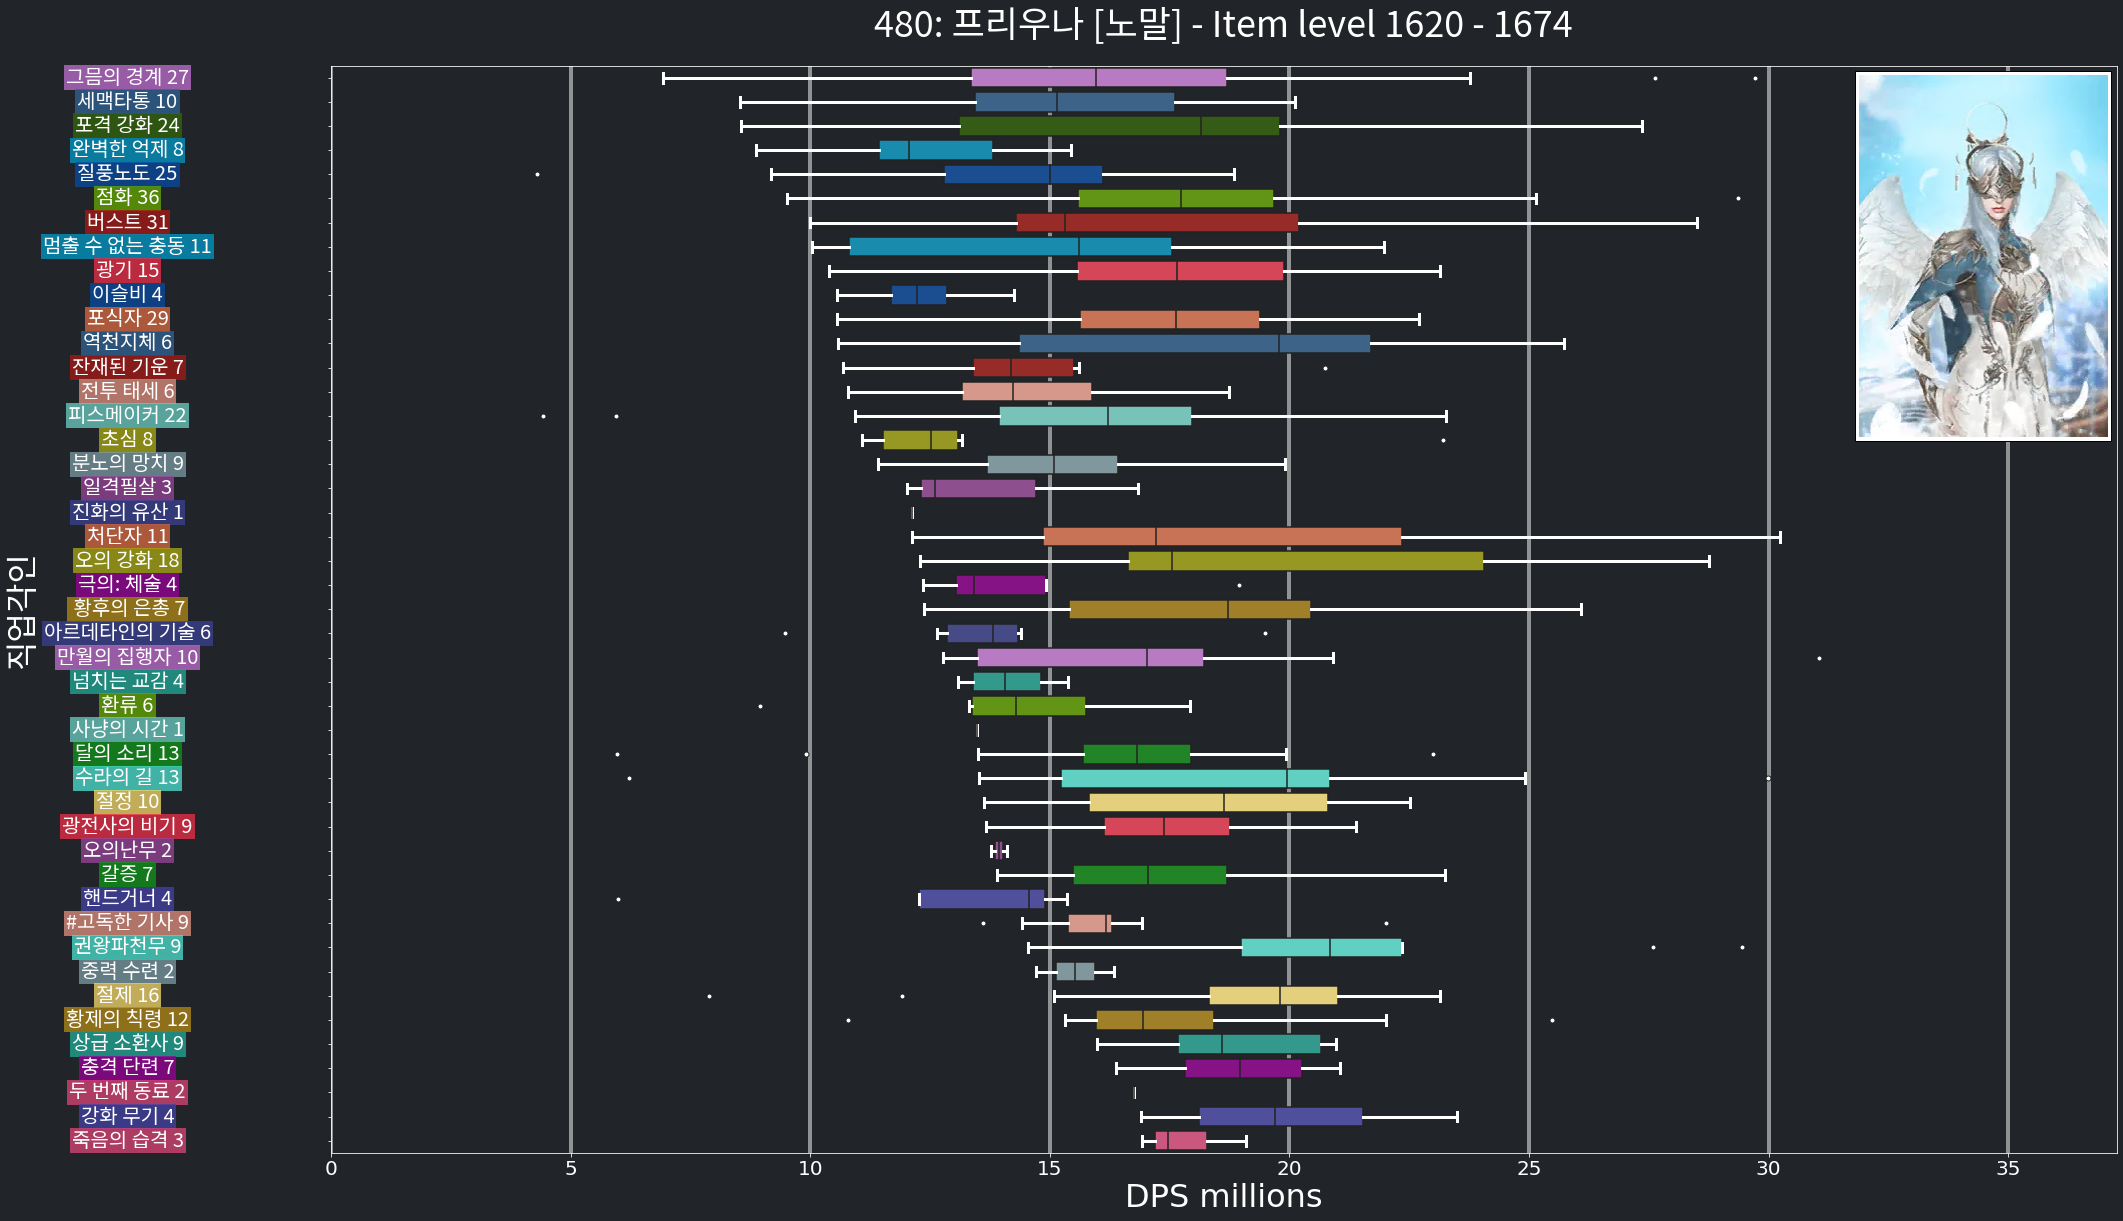 480: 프리우나 [노말] - Item level 1620 - 1674
직업각인
그믐의 경계 27
세맥타통 10
포격 강화 24
완벽한 억제 8
질풍노도 25
점화 36
버스트 31
멈출 수 없는 충동 11
광기 15
이슬비 4
포식자 29
역천지체 6
잔재된 기운 7
전투 태세 6
피스메이커 22
초심 8
분노의 망치 9
일격필살 3
진화의 유산 1
처단자 11
오의 강화 18
극의: 체술 4
황후의 은총 7
아르데타인의 기술 6
만월의 집행자 10
넘치는 교감 4
환류 6
사냥의 시간 1
달의 소리 13
수라의 길 13
절정 10
광전사의 비기 9
오의난무 2
갈증 7
핸드거너 4
#고독한 기사 9
권왕파천무 9
중력 수련 2
절제 16
황제의 칙령 12
상급 소환사 9
충격 단련 7
두 번째 동료 2
강화 무기 4
죽음의 습격 3
0 5 10 15 20 25 30 35
DPS millions